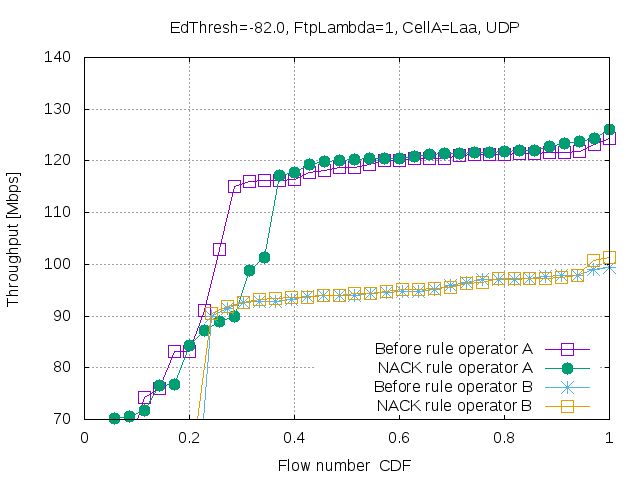 EdThresh=-82.0, FtpLambda=1, CellA=Laa, UDP
140
130
120
110
100
90
80
70
Throughput [Mbps]
Before rule operator A
NACK rule operator A
Before rule operator B
NACK rule operator B
0 0.2 0.4 0.6 0.8 1
Flow number CDF